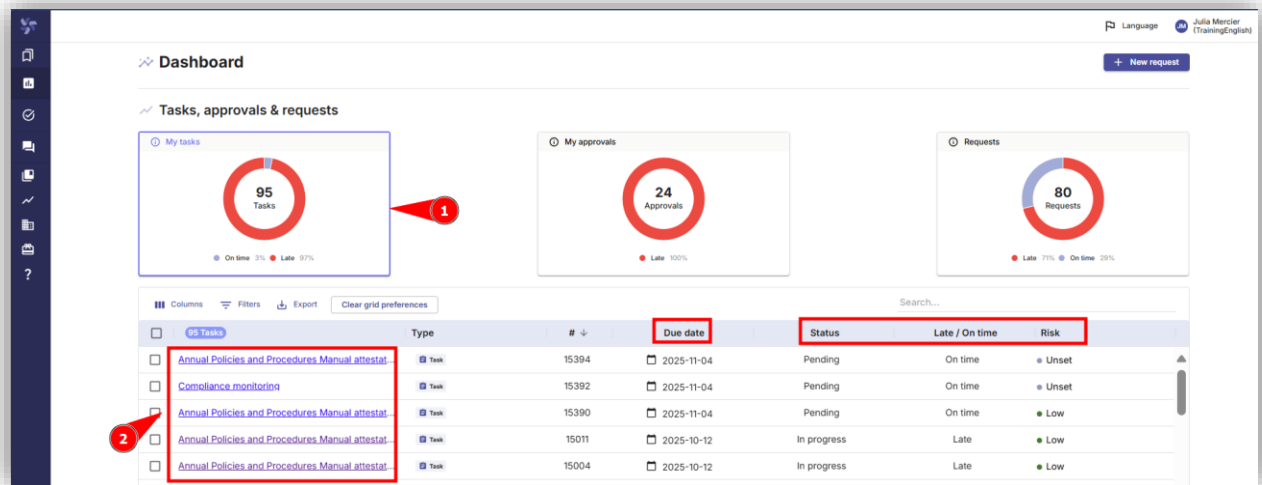 Language
JM
Julia Mercier
(TrainingEnglish)
Dashboard
+ New request
Tasks, approvals & requests
My tasks
95
Tasks
On time 3% Late 97%
1
My approvals
24
Approvals
Late 100%
Requests
80
Requests
Late 71% On time 29%
Columns Filters Export Clear grid preferences Search...
95 Tasks Type # ↓ Due date Status Late / On time Risk
Annual Policies and Procedures Manual attestat... Task 15394 2025-11-04 Pending On time Unset
Compliance monitoring Task 15392 2025-11-04 Pending On time Unset
Annual Policies and Procedures Manual attestat... Task 15390 2025-11-04 Pending On time Low
2
Annual Policies and Procedures Manual attestat... Task 15011 2025-10-12 In progress Late Low
Annual Policies and Procedures Manual attestat... Task 15004 2025-10-12 In progress Late Low
?